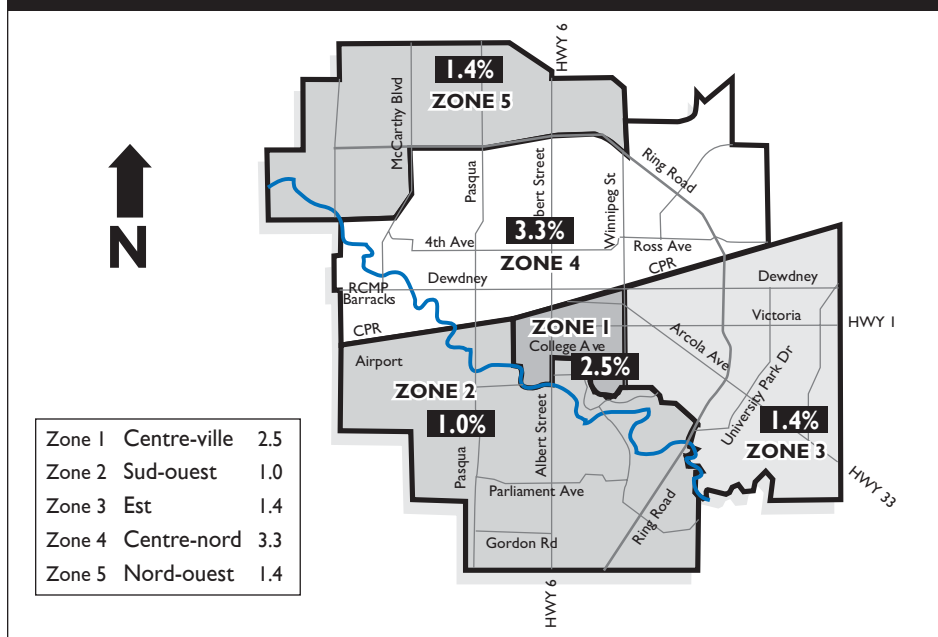 HWY 6
1.4%
ZONE 5
McCarthy Blvd
Ring Road
Pasqua
Albert Street
Winnipeg St
N
3.3%
4th Ave
Ross Ave
ZONE 4
CPR
Dewdney
Dewdney
RCMP
Barracks
CPR
ZONE 1
Victoria
HWY 1
College Ave
Arcola Ave
Airport
2.5%
ZONE 2
University Park Dr
1.0%
1.4%
ZONE 3
Albert Street
Pasqua
HWY 33
Parliament Ave
Ring Road
Gordon Rd
HWY 6
Zone 1 Centre-ville 2.5
Zone 2 Sud-ouest 1.0
Zone 3 Est 1.4
Zone 4 Centre-nord 3.3
Zone 5 Nord-ouest 1.4